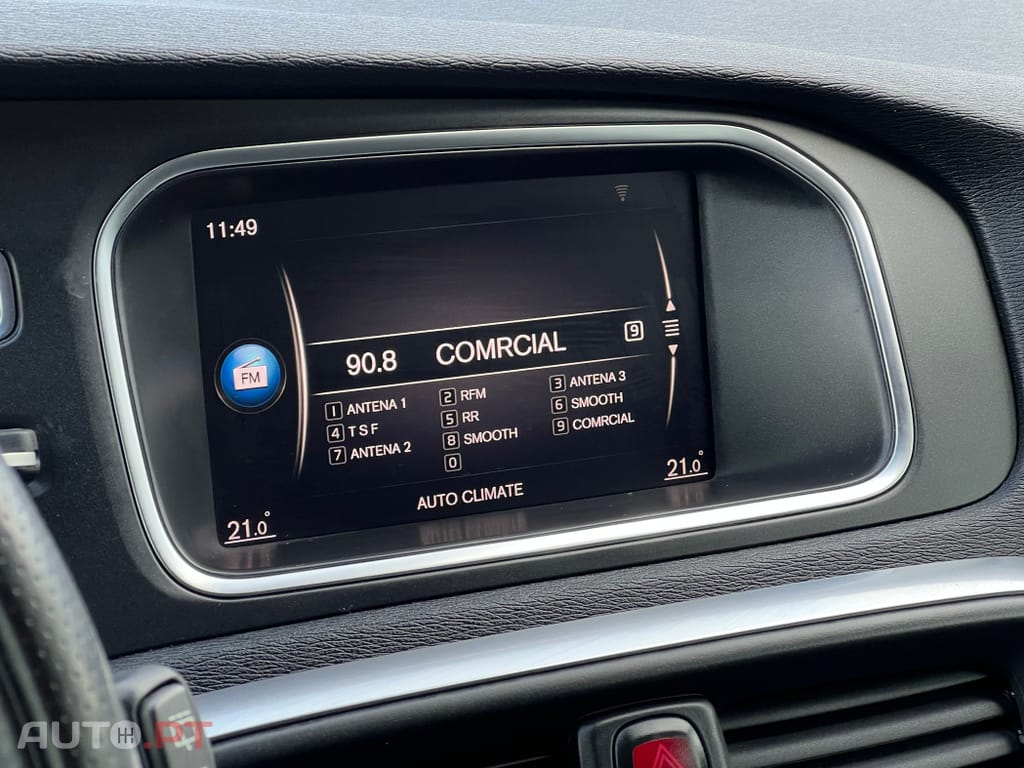 11:49
90.8 COMRCIAL 9
FM
1 ANTENA 1 2 RFM 3 ANTENA 3
4 TSF 5 RR 6 SMOOTH
7 ANTENA 2 8 SMOOTH 9 COMRCIAL
0
AUTO CLIMATE
21.0° 21.0°
AUTO.PT